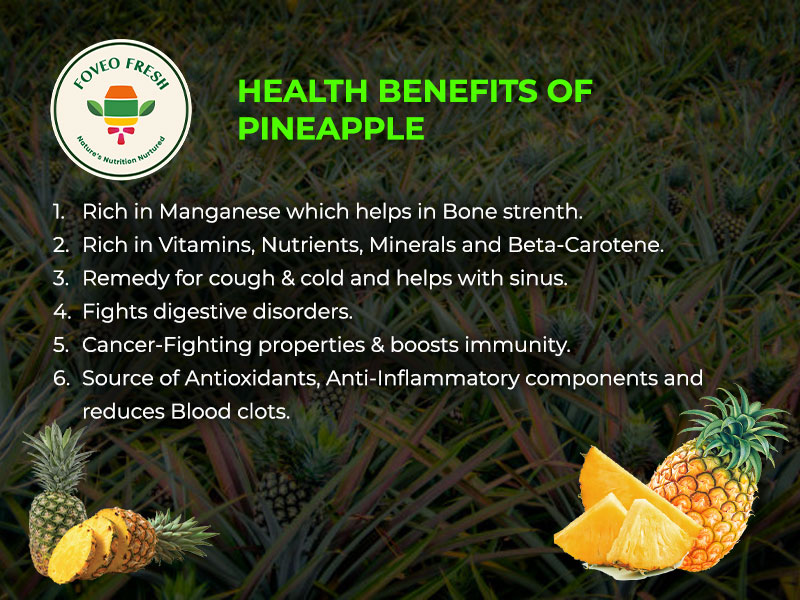 FOVEO FRESH
Nature's Nutrition Nurtured
HEALTH BENEFITS OF
PINEAPPLE
1. Rich in Manganese which helps in Bone strenth.
2. Rich in Vitamins, Nutrients, Minerals and Beta-Carotene.
3. Remedy for cough & cold and helps with sinus.
4. Fights digestive disorders.
5. Cancer-Fighting properties & boosts immunity.
6. Source of Antioxidants, Anti-Inflammatory components and
reduces Blood clots.